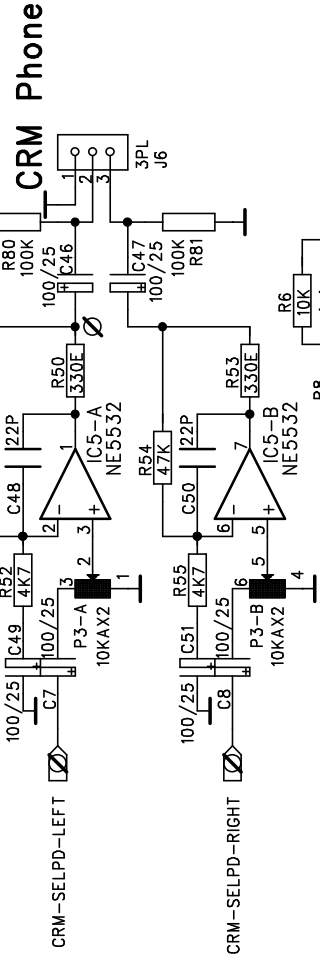 CRM Phone
3PL
J6
1
2
3
R80
100K
100/25
C46
C47
100/25
100K
R81
R50
330E
R53
330E
R6
10K
22P
C48
1
IC5-A
NE5532
2
3
R54
47K
22P
C50
7
IC5-B
NE5532
6
5
R52
4K7
C49
100/25
3
2
1
P3-A
10KAX2
R55
4K7
C51
100/25
6
5
4
P3-B
10KAX2
100/25
C7
100/25
C8
CRM-SELPD-LEFT
CRM-SELPD-RIGHT